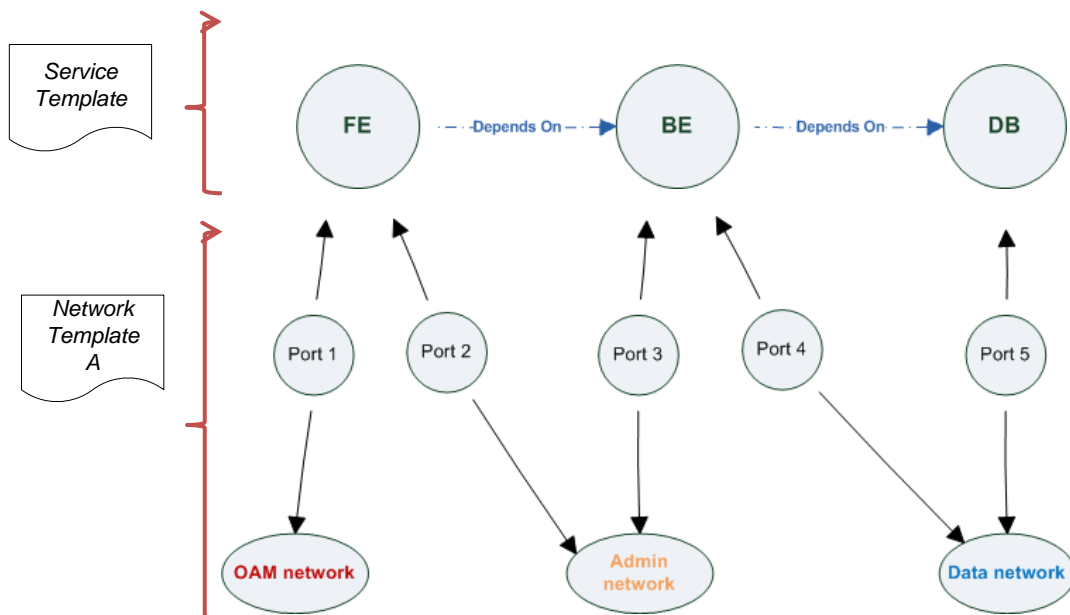 Service
Template
FE
Depends On
BE
Depends On
DB
Network
Template
A
Port 1
Port 2
Port 3
Port 4
Port 5
OAM network
Admin
network
Data network